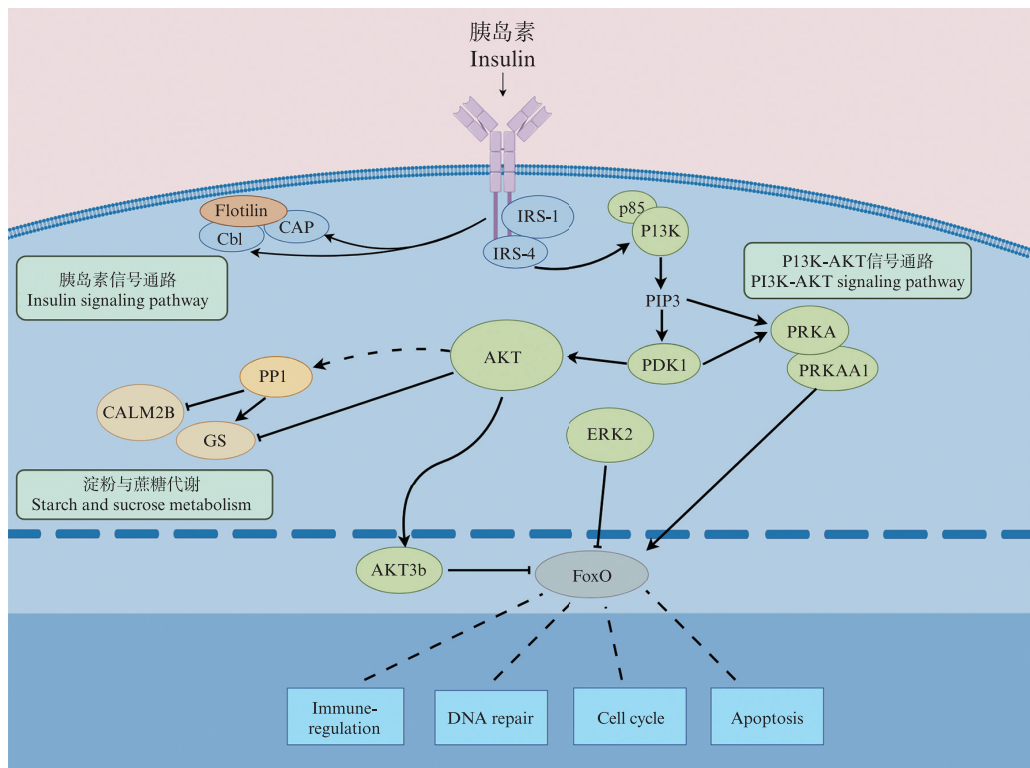 胰岛素
Insulin
Flotilin
Cbl
CAP
IRS-1
IRS-4
p85
P13K
胰岛素信号通路
Insulin signaling pathway
P13K-AKT信号通路
PI3K-AKT signaling pathway
PIP3
PRKA
PRKAA1
PDK1
AKT
PP1
CALM2B
GS
ERK2
淀粉与蔗糖代谢
Starch and sucrose metabolism
AKT3b
FoxO
Immune-
regulation
DNA repair
Cell cycle
Apoptosis